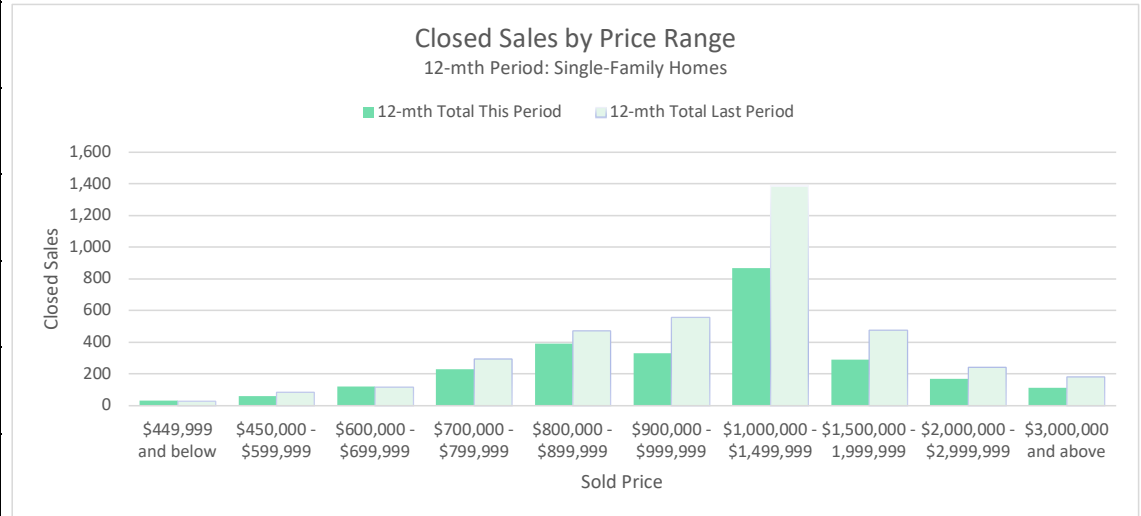 Closed Sales by Price Range
12-mth Period: Single-Family Homes
12-mth Total This Period 12-mth Total Last Period
1,600
1,400
1,200
1,000
800
600
400
200
0
Closed Sales
$449,999 and below
$450,000 - $599,999
$600,000 - $699,999
$700,000 - $799,999
$800,000 - $899,999
$900,000 - $999,999
$1,000,000 - $1,499,999
$1,500,000 - 1,999,999
$2,000,000 - $2,999,999
$3,000,000 and above
Sold Price